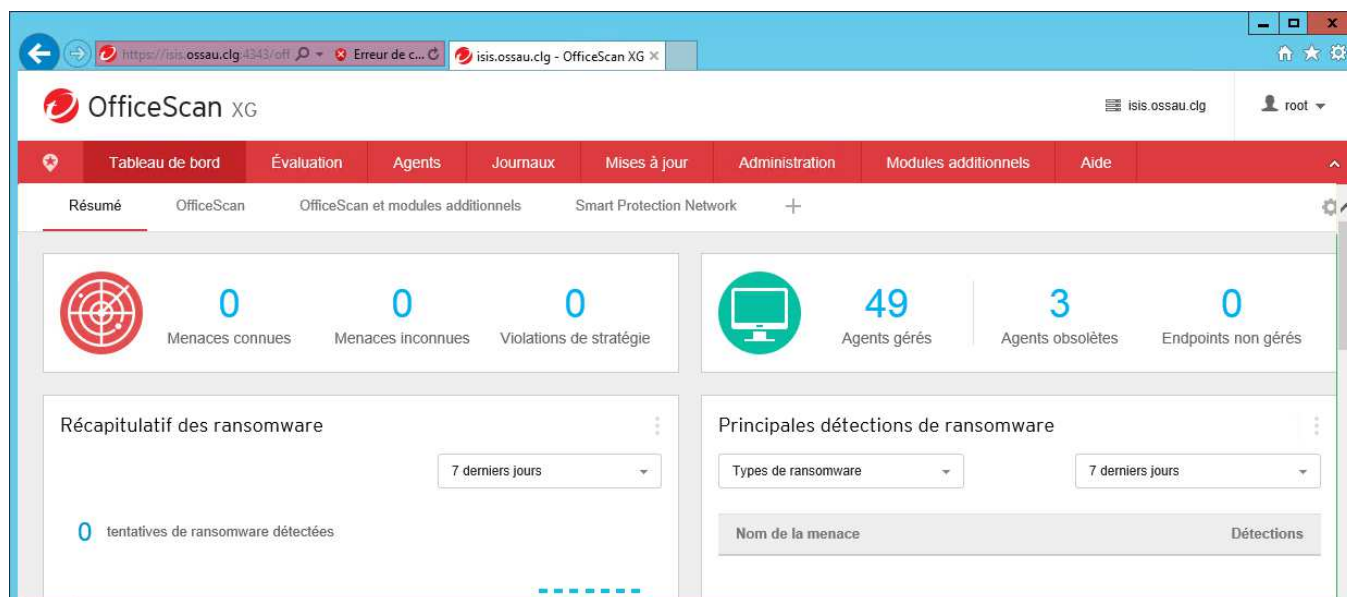 https://isis.ossau.clg:4343/off
Erreur de c...
isis.ossau.clg - OfficeScan XG
OfficeScan XG
isis.ossau.clg
root
Tableau de bord Évaluation Agents Journaux Mises à jour Administration Modules additionnels Aide
Résumé OfficeScan OfficeScan et modules additionnels Smart Protection Network
0 0 0
Menaces connues Menaces inconnues Violations de stratégie
49 3 0
Agents gérés Agents obsolètes Endpoints non gérés
Récapitulatif des ransomware
7 derniers jours
0 tentatives de ransomware détectées
Principales détections de ransomware
Types de ransomware 7 derniers jours
Nom de la menace Détections